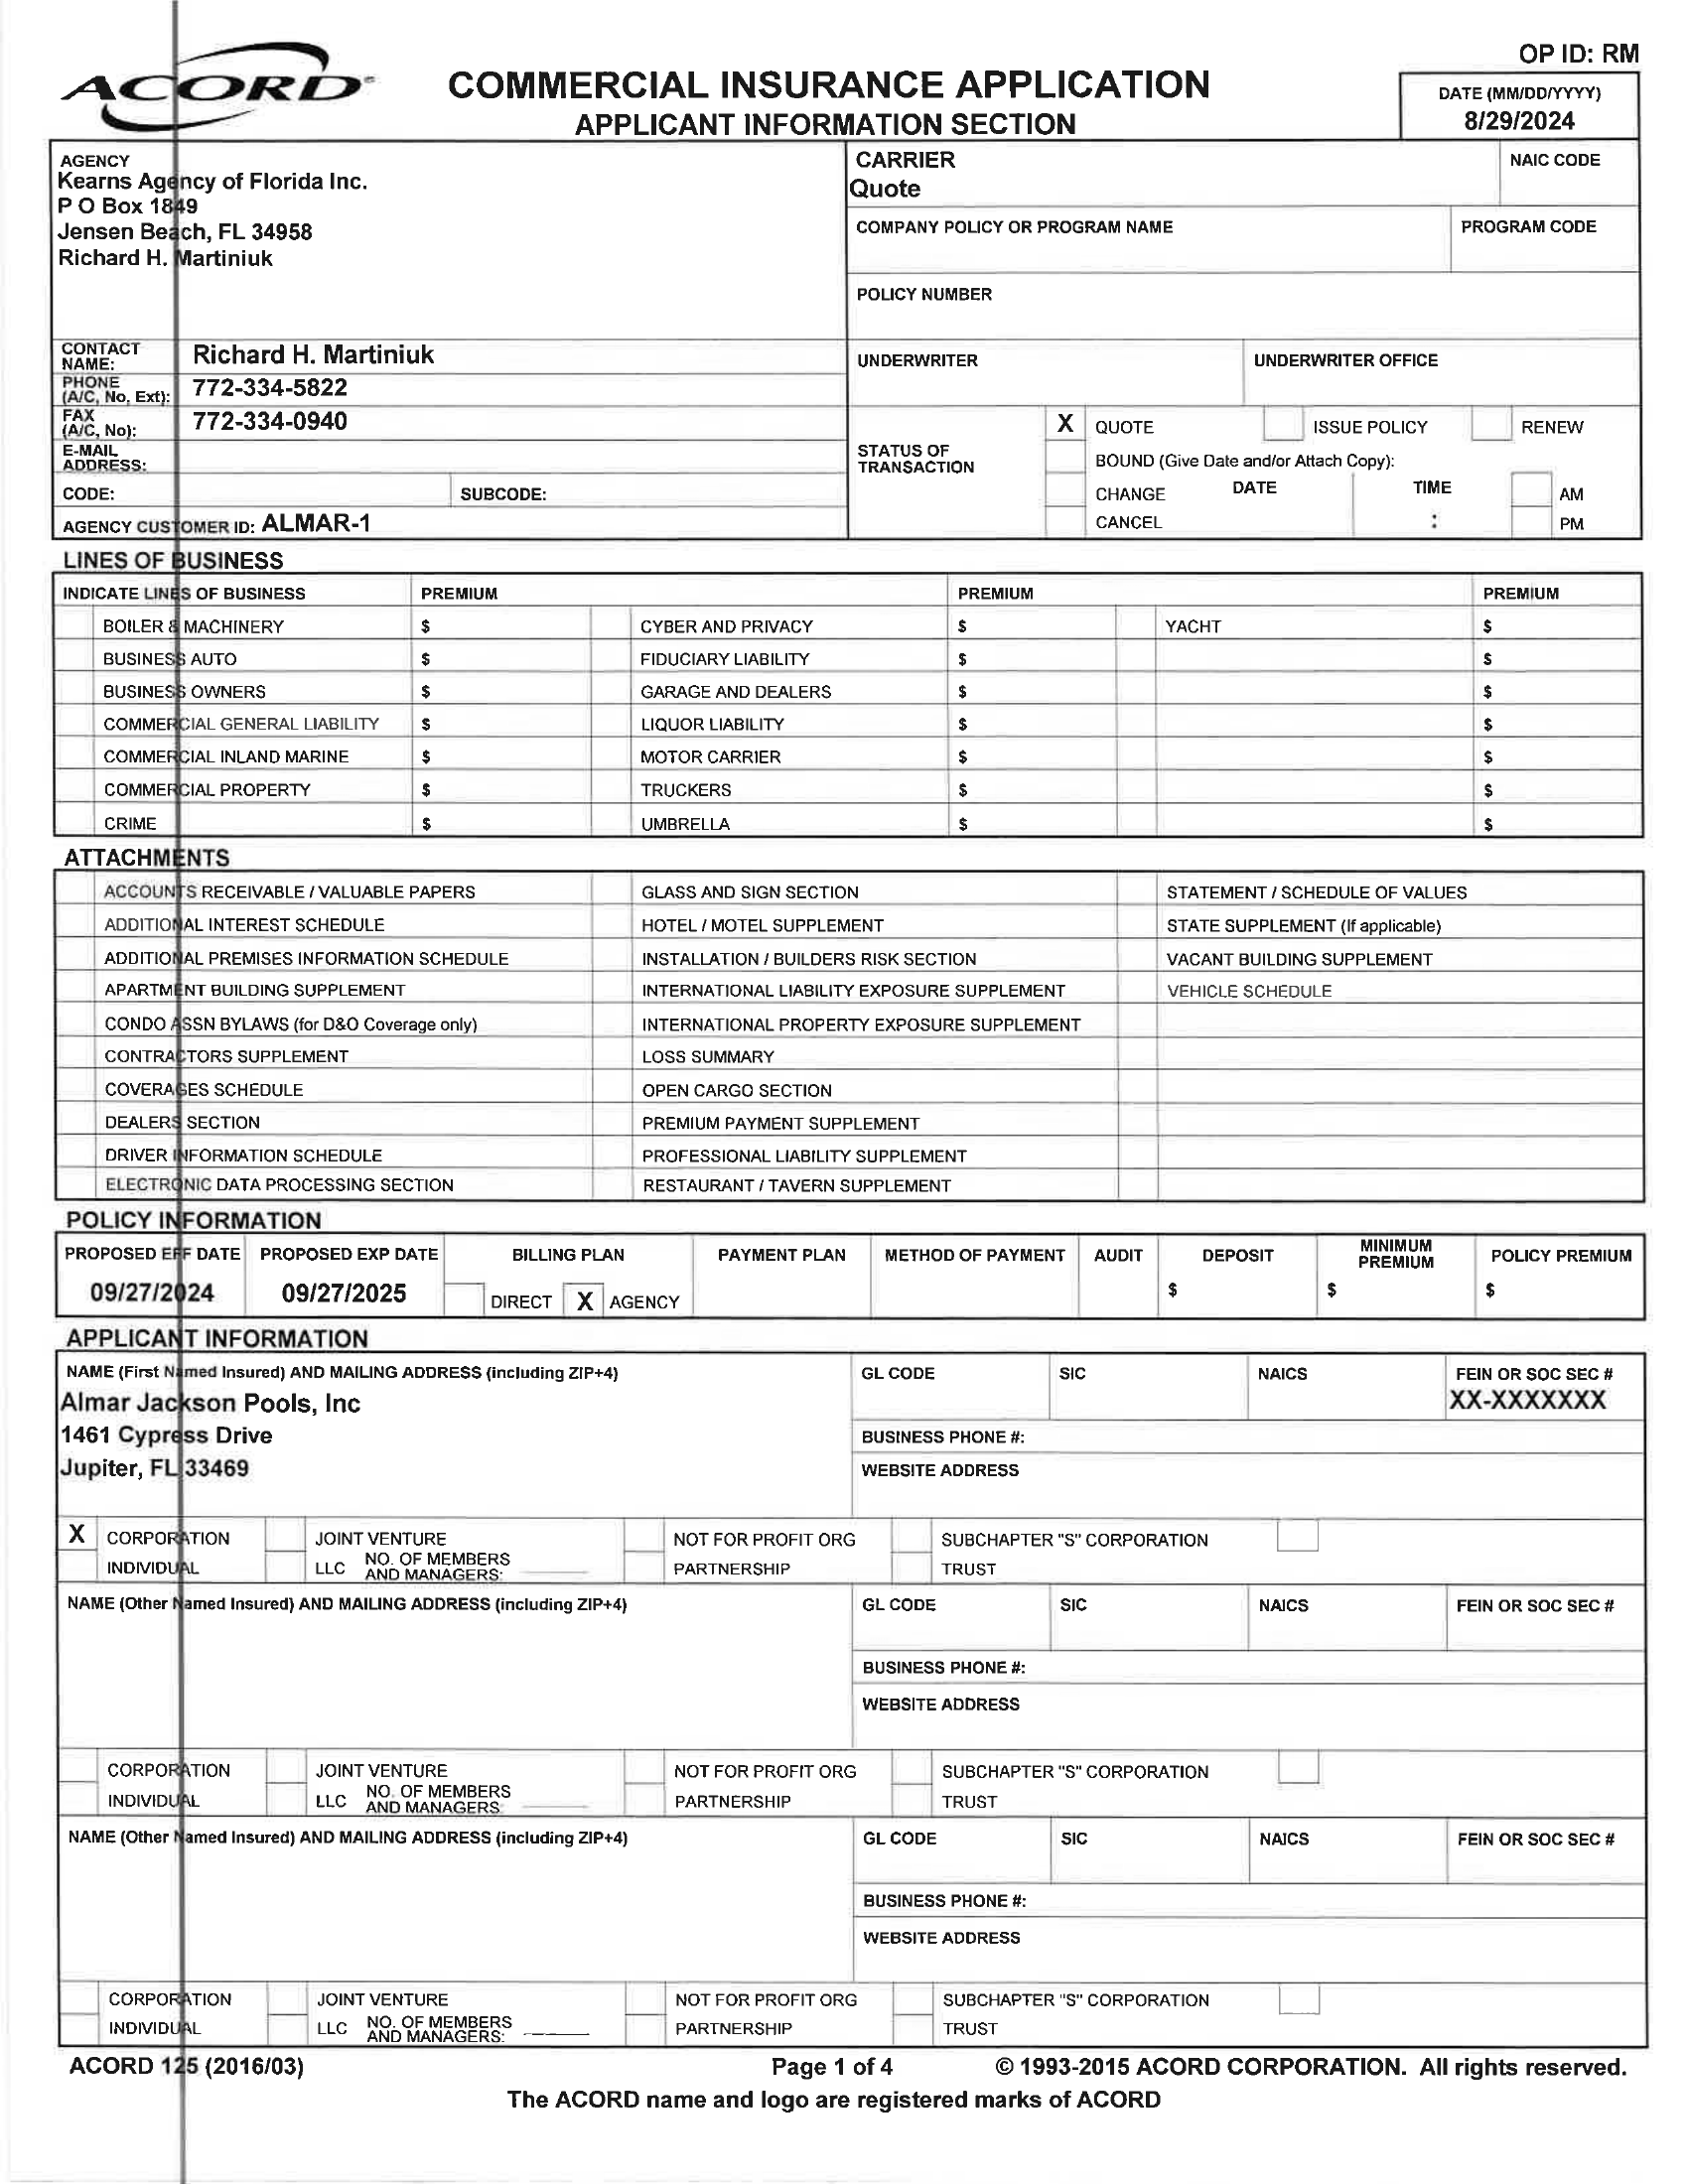 OP ID: RM
ACORD®
COMMERCIAL INSURANCE APPLICATION
APPLICANT INFORMATION SECTION
DATE (MM/DD/YYYY)
8/29/2024
AGENCY
Kearns Agency of Florida Inc.
P O Box 1849
Jensen Beach, FL 34958
Richard H. Martiniuk
CARRIER
NAIC CODE
Quote
COMPANY POLICY OR PROGRAM NAME
PROGRAM CODE
POLICY NUMBER
CONTACT NAME: Richard H. Martiniuk
PHONE (A/C, No, Ext): 772-334-5822
FAX (A/C, No): 772-334-0940
E-MAIL ADDRESS:
CODE: SUBCODE:
AGENCY CUSTOMER ID: ALMAR-1
UNDERWRITER
UNDERWRITER OFFICE
STATUS OF TRANSACTION
X QUOTE ISSUE POLICY RENEW
BOUND (Give Date and/or Attach Copy):
CHANGE DATE TIME AM
CANCEL : PM
LINES OF BUSINESS
INDICATE LINES OF BUSINESS PREMIUM PREMIUM PREMIUM
BOILER & MACHINERY $ CYBER AND PRIVACY $ YACHT $
BUSINESS AUTO $ FIDUCIARY LIABILITY $ $
BUSINESS OWNERS $ GARAGE AND DEALERS $ $
COMMERCIAL GENERAL LIABILITY $ LIQUOR LIABILITY $ $
COMMERCIAL INLAND MARINE $ MOTOR CARRIER $ $
COMMERCIAL PROPERTY $ TRUCKERS $ $
CRIME $ UMBRELLA $ $
ATTACHMENTS
ACCOUNTS RECEIVABLE / VALUABLE PAPERS GLASS AND SIGN SECTION STATEMENT / SCHEDULE OF VALUES
ADDITIONAL INTEREST SCHEDULE HOTEL / MOTEL SUPPLEMENT STATE SUPPLEMENT (If applicable)
ADDITIONAL PREMISES INFORMATION SCHEDULE INSTALLATION / BUILDERS RISK SECTION VACANT BUILDING SUPPLEMENT
APARTMENT BUILDING SUPPLEMENT INTERNATIONAL LIABILITY EXPOSURE SUPPLEMENT VEHICLE SCHEDULE
CONDO ASSN BYLAWS (for D&O Coverage only) INTERNATIONAL PROPERTY EXPOSURE SUPPLEMENT
CONTRACTORS SUPPLEMENT LOSS SUMMARY
COVERAGES SCHEDULE OPEN CARGO SECTION
DEALERS SECTION PREMIUM PAYMENT SUPPLEMENT
DRIVER INFORMATION SCHEDULE PROFESSIONAL LIABILITY SUPPLEMENT
ELECTRONIC DATA PROCESSING SECTION RESTAURANT / TAVERN SUPPLEMENT
POLICY INFORMATION
PROPOSED EFF DATE PROPOSED EXP DATE BILLING PLAN PAYMENT PLAN METHOD OF PAYMENT AUDIT DEPOSIT MINIMUM PREMIUM POLICY PREMIUM
09/27/2024 09/27/2025 DIRECT X AGENCY $ $ $
APPLICANT INFORMATION
NAME (First Named Insured) AND MAILING ADDRESS (including ZIP+4) GL CODE SIC NAICS FEIN OR SOC SEC #
Almar Jackson Pools, Inc XX-XXXXXXX
1461 Cypress Drive BUSINESS PHONE #:
Jupiter, FL 33469 WEBSITE ADDRESS
X CORPORATION JOINT VENTURE NOT FOR PROFIT ORG SUBCHAPTER "S" CORPORATION
INDIVIDUAL LLC NO. OF MEMBERS AND MANAGERS: PARTNERSHIP TRUST
NAME (Other Named Insured) AND MAILING ADDRESS (including ZIP+4) GL CODE SIC NAICS FEIN OR SOC SEC #
BUSINESS PHONE #:
WEBSITE ADDRESS
CORPORATION JOINT VENTURE NOT FOR PROFIT ORG SUBCHAPTER "S" CORPORATION
INDIVIDUAL LLC NO. OF MEMBERS AND MANAGERS: PARTNERSHIP TRUST
NAME (Other Named Insured) AND MAILING ADDRESS (including ZIP+4) GL CODE SIC NAICS FEIN OR SOC SEC #
BUSINESS PHONE #:
WEBSITE ADDRESS
CORPORATION JOINT VENTURE NOT FOR PROFIT ORG SUBCHAPTER "S" CORPORATION
INDIVIDUAL LLC NO. OF MEMBERS AND MANAGERS: PARTNERSHIP TRUST
ACORD 125 (2016/03) Page 1 of 4 © 1993-2015 ACORD CORPORATION. All rights reserved.
The ACORD name and logo are registered marks of ACORD